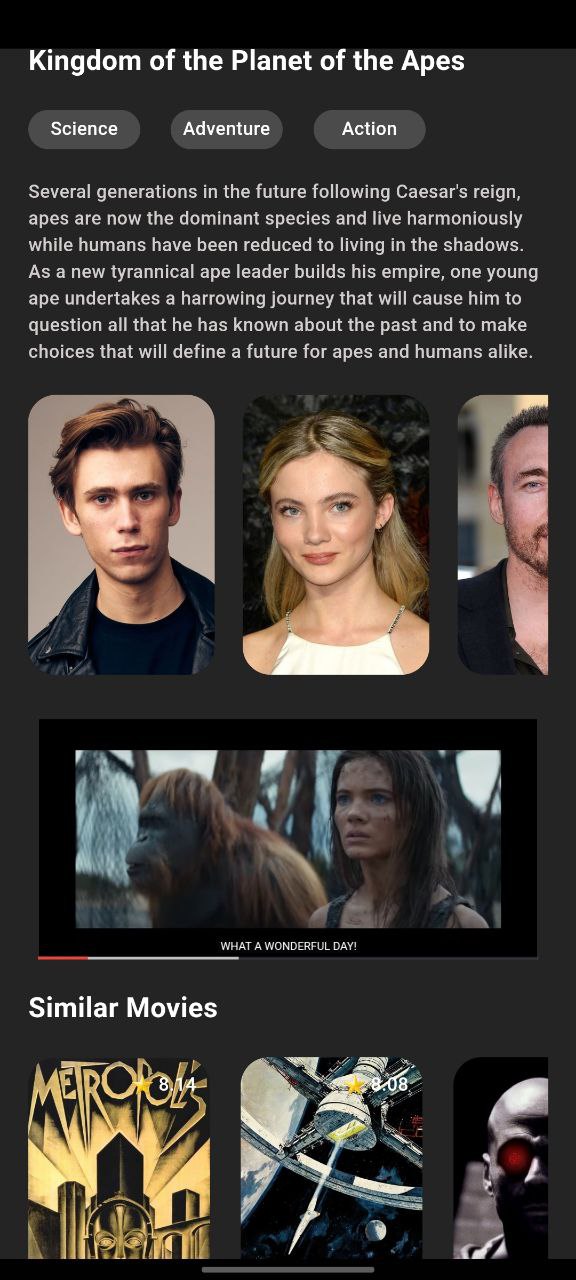 Kingdom of the Planet of the Apes
Science
Adventure
Action
Several generations in the future following Caesar's reign,
apes are now the dominant species and live harmoniously
while humans have been reduced to living in the shadows.
As a new tyrannical ape leader builds his empire, one young
ape undertakes a harrowing journey that will cause him to
question all that he has known about the past and to make
choices that will define a future for apes and humans alike.
WHAT A WONDERFUL DAY!
Similar Movies
8.14
METROPOLIS
8.08